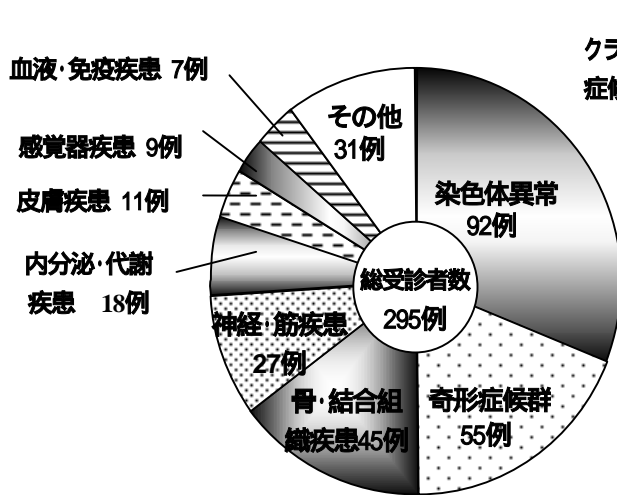 クラ
症候
血液・免疫疾患 7例
その他
31例
感覚器疾患 9例
皮膚疾患 11例
染色体異常
92例
内分泌・代謝
疾患 18例
総受診者数
295例
神経・筋疾患
27例
骨・結合組
織疾患45例
奇形症候群
55例